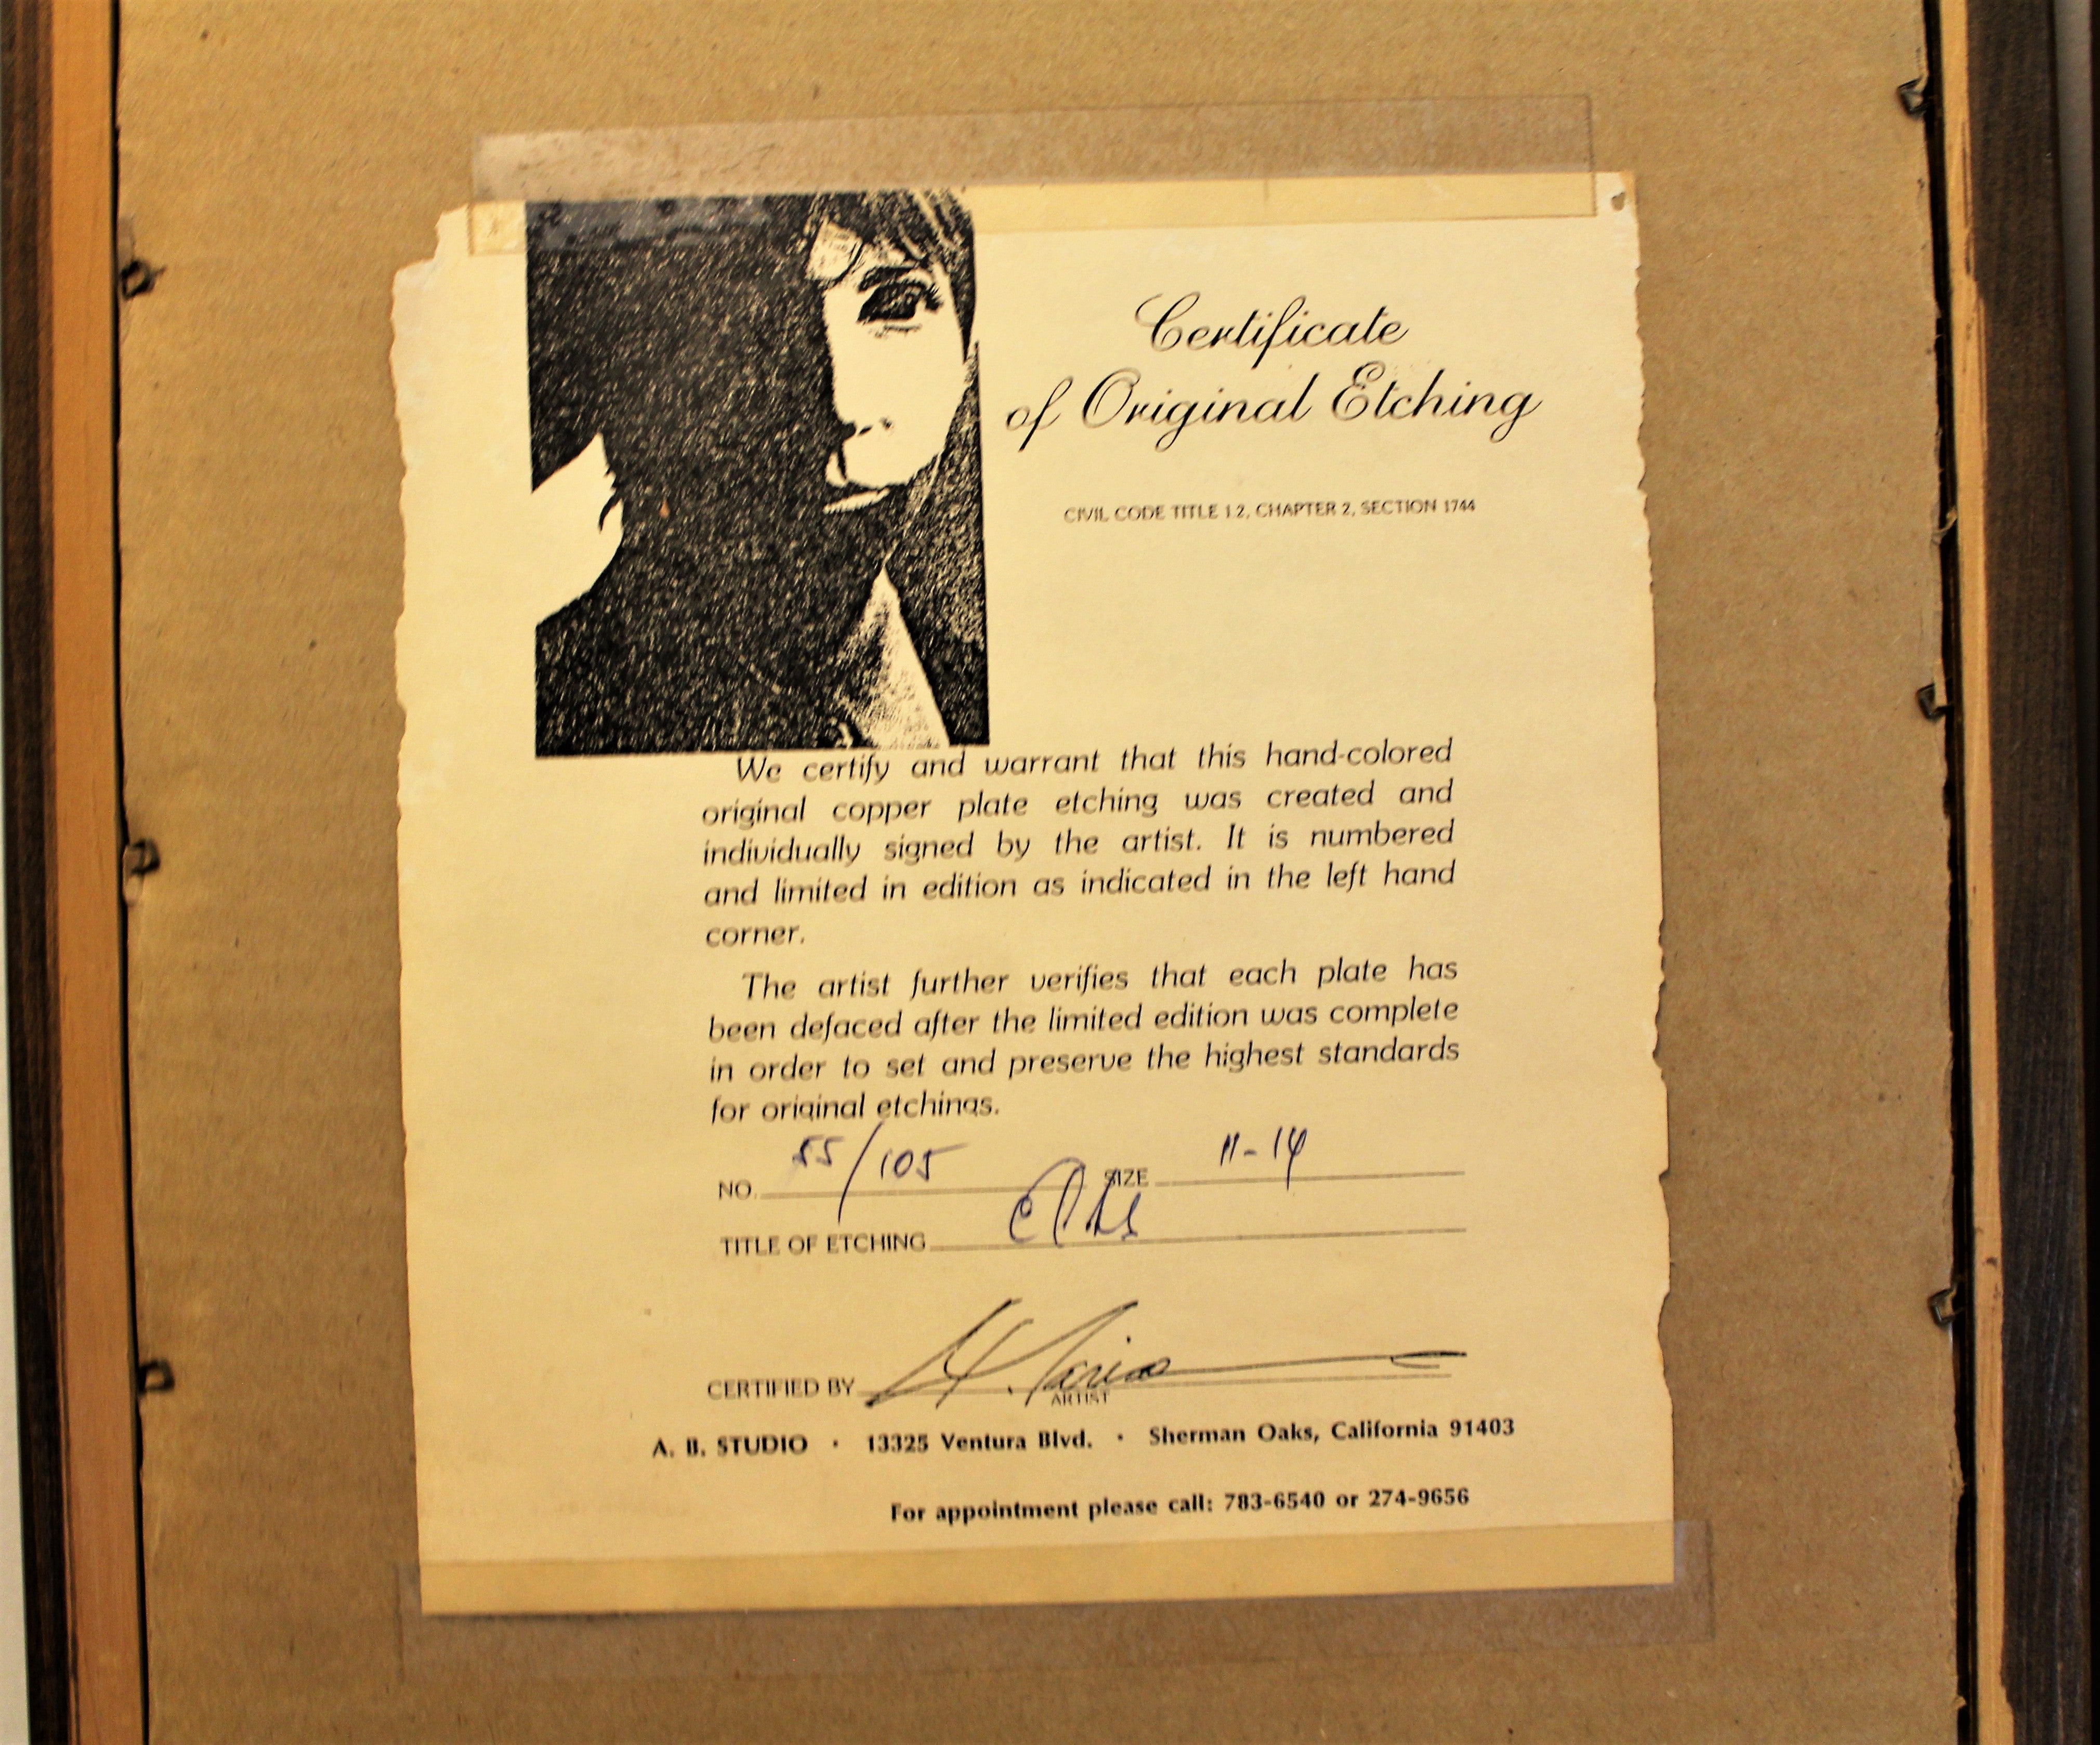 Certificate
of Original Etching
CIVIL CODE TITLE 1.2, CHAPTER 2, SECTION 1744
We certify and warrant that this hand-colored
original copper plate etching was created and
individually signed by the artist. It is numbered
and limited in edition as indicated in the left hand
corner.
The artist further verifies that each plate has
been defaced after the limited edition was complete
in order to set and preserve the highest standards
for original etchings.
NO. 55/105 SIZE 11-14
TITLE OF ETCHING
CERTIFIED BY
ARTIST
A. B. STUDIO · 13325 Ventura Blvd. · Sherman Oaks, California 91403
For appointment please call: 783-6540 or 274-9656